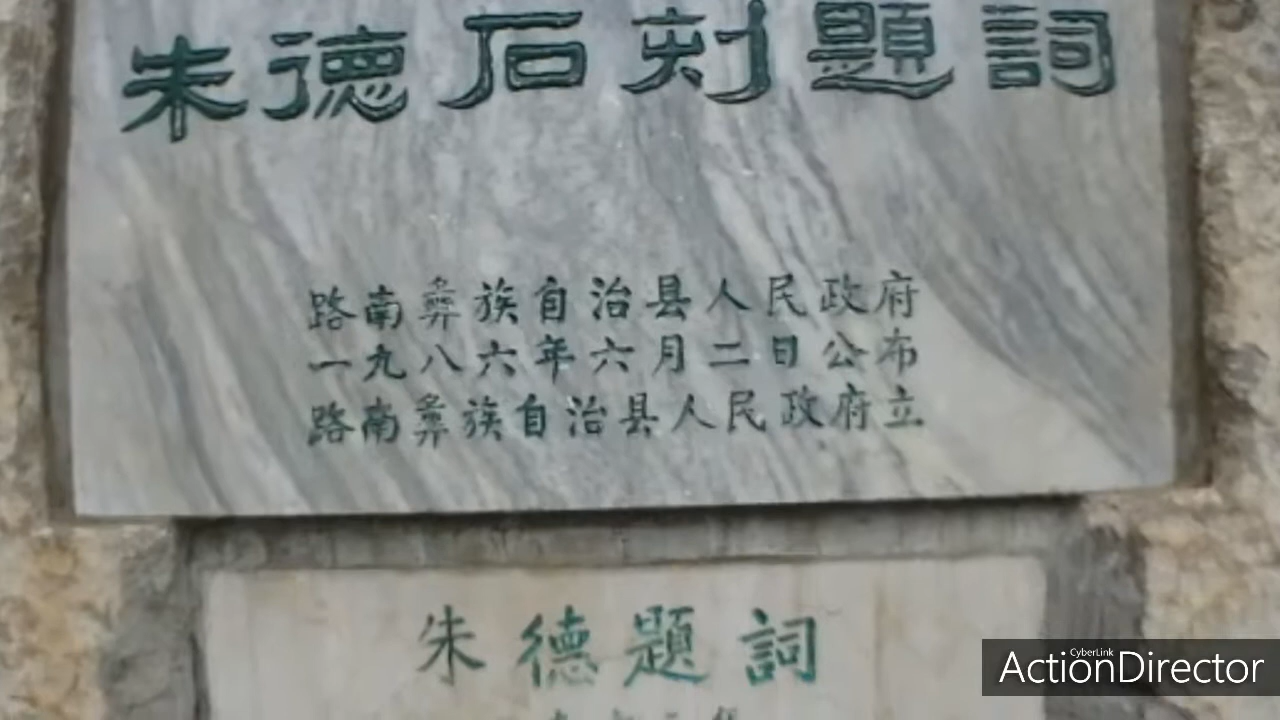 朱德石刻題詞
路南彝族自治县人民政府
一九八六年六月二日公布
路南彝族自治县人民政府立
朱德題詞
CyberLink
ActionDirector